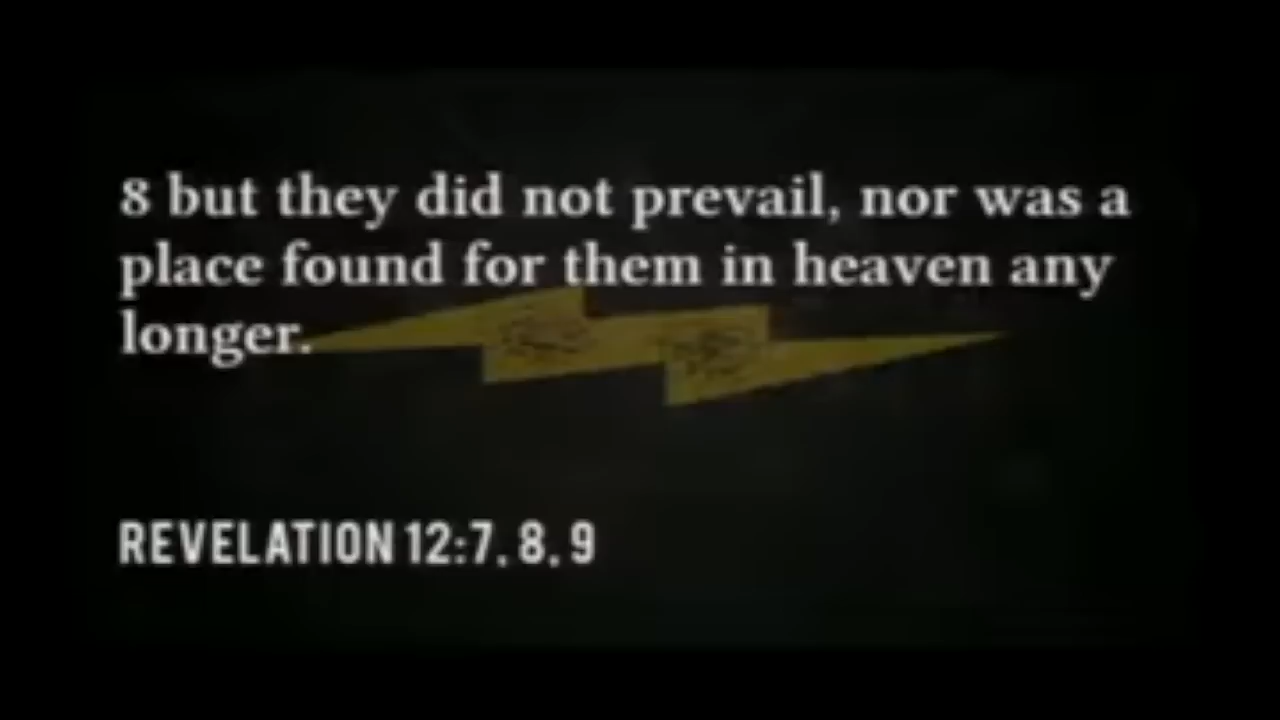 8 but they did not prevail, nor was a
place found for them in heaven any
longer.
REVELATION 12:7, 8, 9